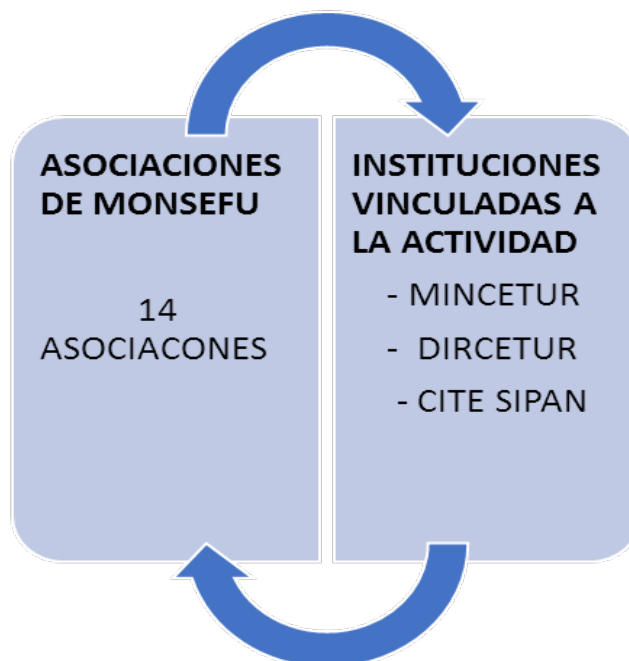 ASOCIACIONES
DE MONSEFU
14
ASOCIACONES
INSTITUCIONES
VINCULADAS A
LA ACTIVIDAD
- MINCETUR
- DIRCETUR
- CITE SIPAN